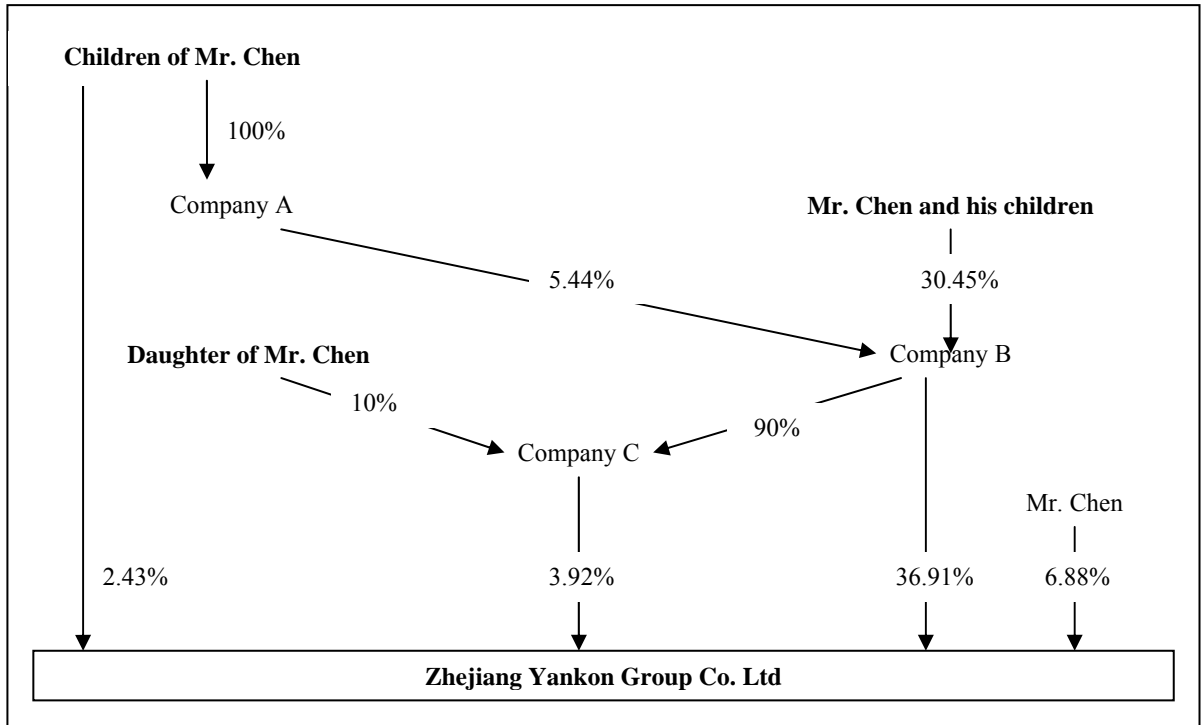 Children of Mr. Chen
100%
Company A
Mr. Chen and his children
5.44%
30.45%
Daughter of Mr. Chen
Company B
10%
90%
Company C
Mr. Chen
2.43%
3.92%
36.91%
6.88%
Zhejiang Yankon Group Co. Ltd